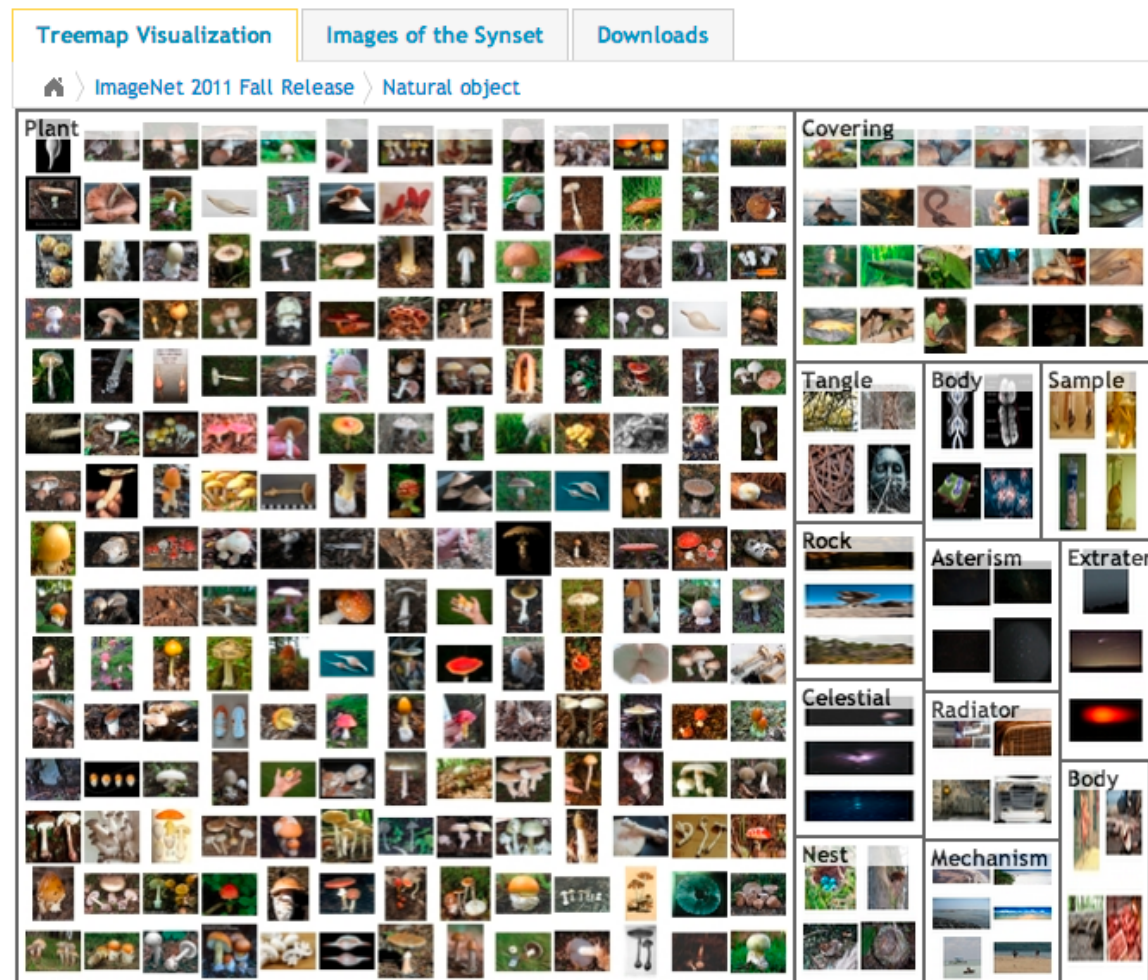 Treemap Visualization Images of the Synset Downloads
ImageNet 2011 Fall Release Natural object
Plant
Covering
Tangle
Body
Sample
Rock
Asterism
Extrater
Celestial
Radiator
Body
Nest
Mechanism